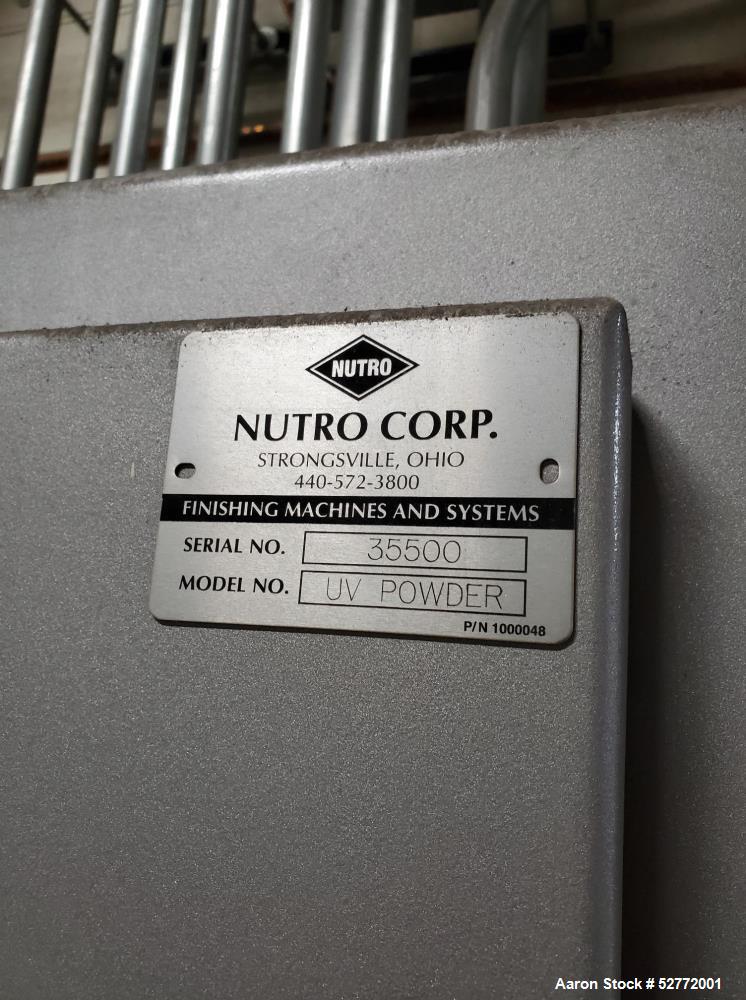 NUTRO
NUTRO CORP.
STRONGSVILLE, OHIO
440-572-3800
FINISHING MACHINES AND SYSTEMS
SERIAL NO. 35500
MODEL NO. UV POWDER
P/N 1000048
Aaron Stock # 52772001